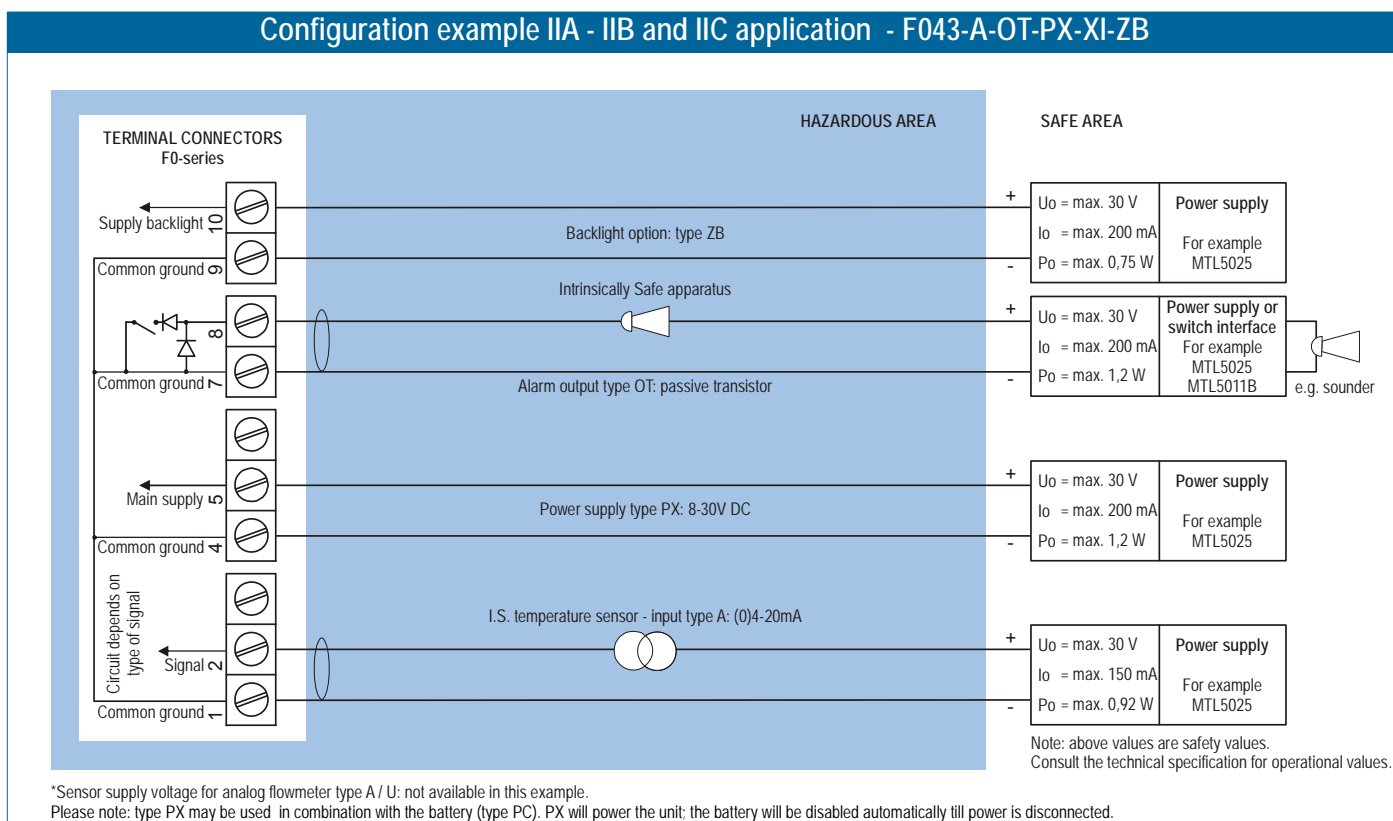 Configuration example IIA - IIB and IIC application - F043-A-OT-PX-XI-ZB
HAZARDOUS AREA
SAFE AREA
TERMINAL CONNECTORS
F0-series
Supply backlight
10
Common ground
9
Backlight option: type ZB
+
-
Uo = max. 30 V
Io = max. 200 mA
Po = max. 0,75 W
Power supply
For example
MTL5025
8
Common ground
7
Intrinsically Safe apparatus
Alarm output type OT: passive transistor
+
-
Uo = max. 30 V
Io = max. 200 mA
Po = max. 1,2 W
Power supply or
switch interface
For example
MTL5025
MTL5011B
e.g. sounder
Main supply
5
Common ground
4
Power supply type PX: 8-30V DC
+
-
Uo = max. 30 V
Io = max. 200 mA
Po = max. 1,2 W
Power supply
For example
MTL5025
Circuit depends on
type of signal
Signal
2
Common ground
1
I.S. temperature sensor - input type A: (0)4-20mA
+
-
Uo = max. 30 V
Io = max. 150 mA
Po = max. 0,92 W
Power supply
For example
MTL5025
Note: above values are safety values.
Consult the technical specification for operational values.
*Sensor supply voltage for analog flowmeter type A / U: not available in this example.
Please note: type PX may be used in combination with the battery (type PC). PX will power the unit; the battery will be disabled automatically till power is disconnected.